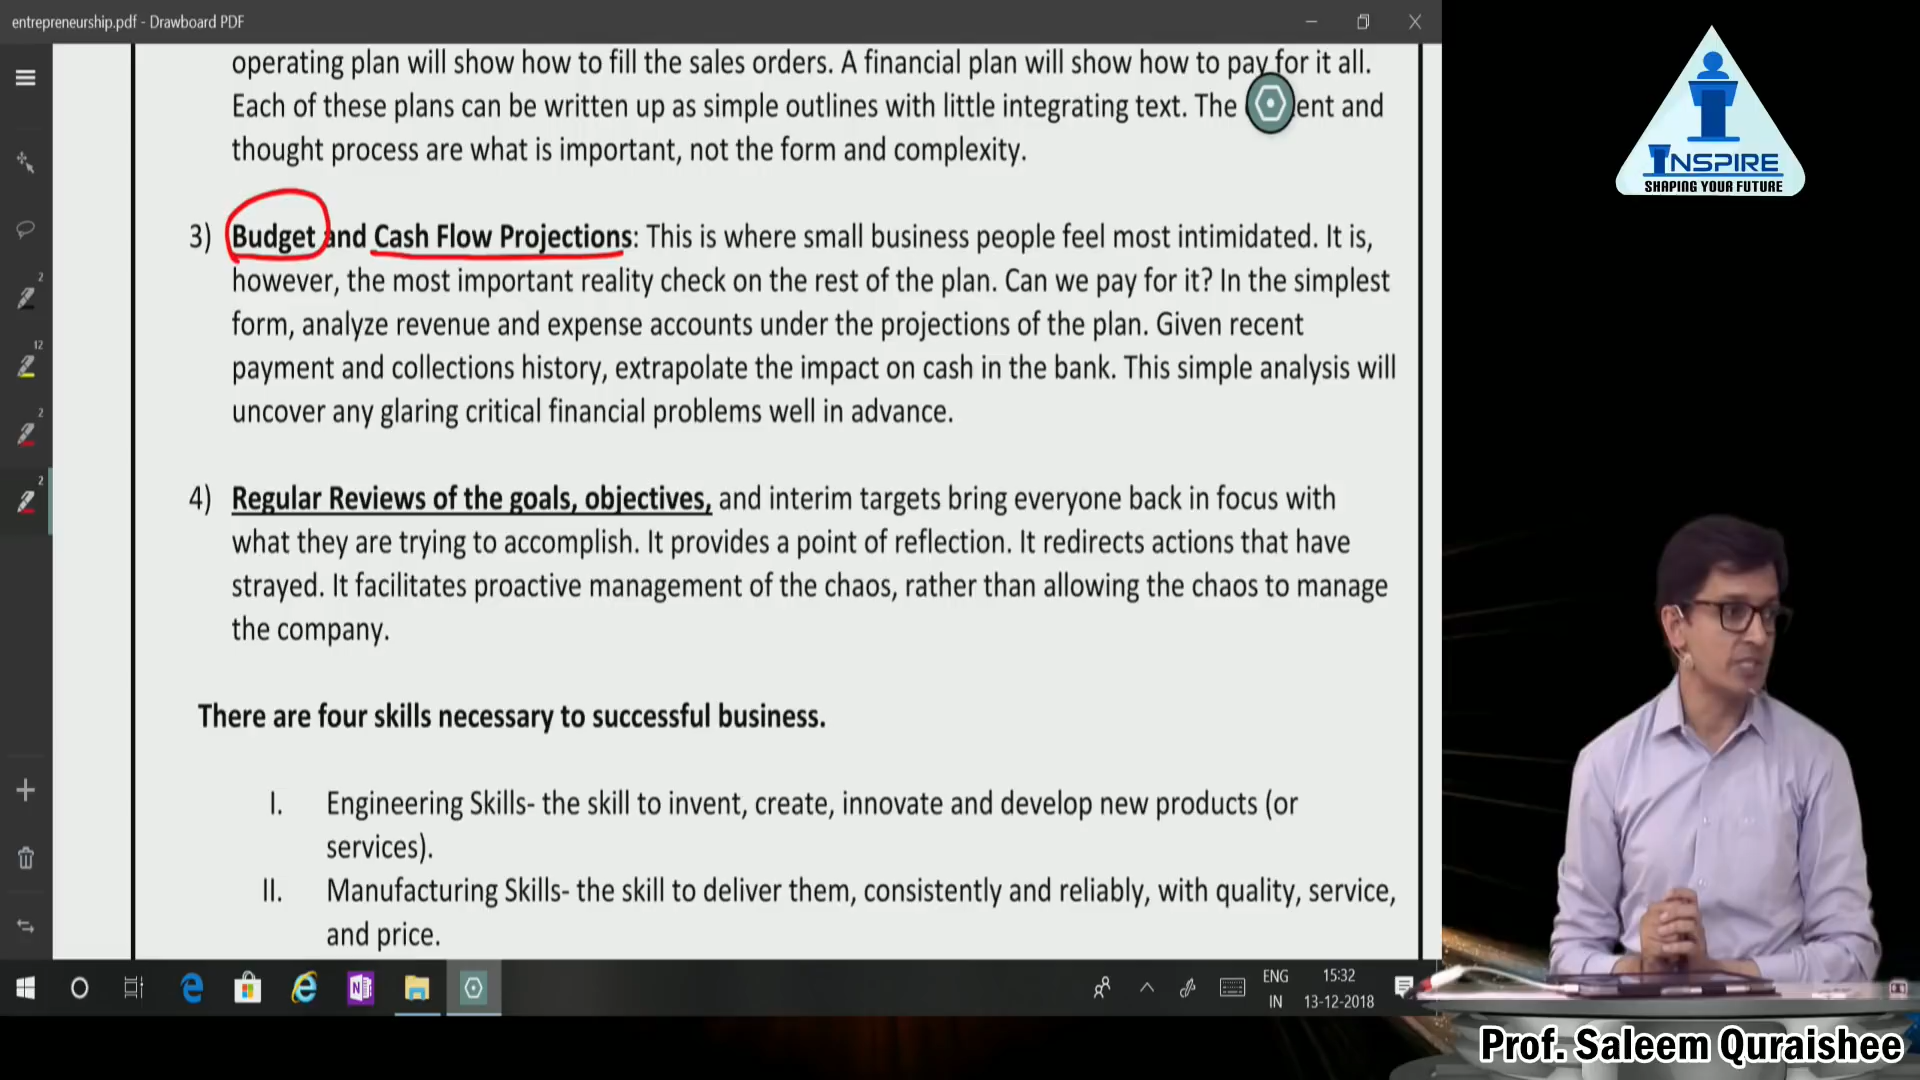 entrepreneurship.pdf - Drawboard PDF
operating plan will show how to fill the sales orders. A financial plan will show how to pay for it all.
Each of these plans can be written up as simple outlines with little integrating text. The ent and
thought process are what is important, not the form and complexity.
3) Budget and Cash Flow Projections: This is where small business people feel most intimidated. It is,
however, the most important reality check on the rest of the plan. Can we pay for it? In the simplest
form, analyze revenue and expense accounts under the projections of the plan. Given recent
payment and collections history, extrapolate the impact on cash in the bank. This simple analysis will
uncover any glaring critical financial problems well in advance.
4) Regular Reviews of the goals, objectives, and interim targets bring everyone back in focus with
what they are trying to accomplish. It provides a point of reflection. It redirects actions that have
strayed. It facilitates proactive management of the chaos, rather than allowing the chaos to manage
the company.
There are four skills necessary to successful business.
I. Engineering Skills- the skill to invent, create, innovate and develop new products (or
services).
II. Manufacturing Skills- the skill to deliver them, consistently and reliably, with quality, service,
and price.
2
12
2
2
ENG
IN
15:32
13-12-2018
INSPIRE
SHAPING YOUR FUTURE
Prof. Saleem Quraishee